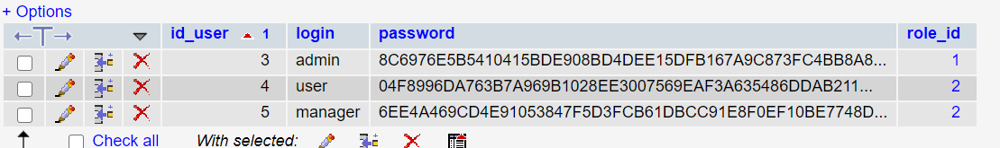 + Options
id_user 1 login password role_id
3 admin 8C6976E5B5410415BDE908BD4DEE15DFB167A9C873FC4BB8A8... 1
4 user 04F8996DA763B7A969B1028EE3007569EAF3A635486DDAB211... 2
5 manager 6EE4A469CD4E91053847F5D3FCB61DBCC91E8F0EF10BE7748D... 2
Check all With selected: